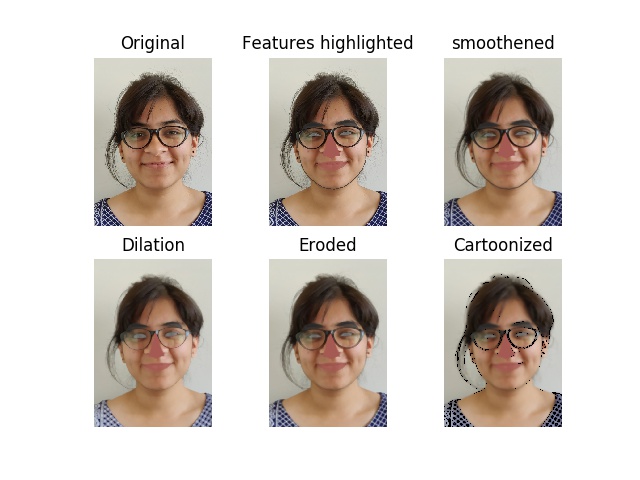 Original
Features highlighted
smoothened
Dilation
Eroded
Cartoonized